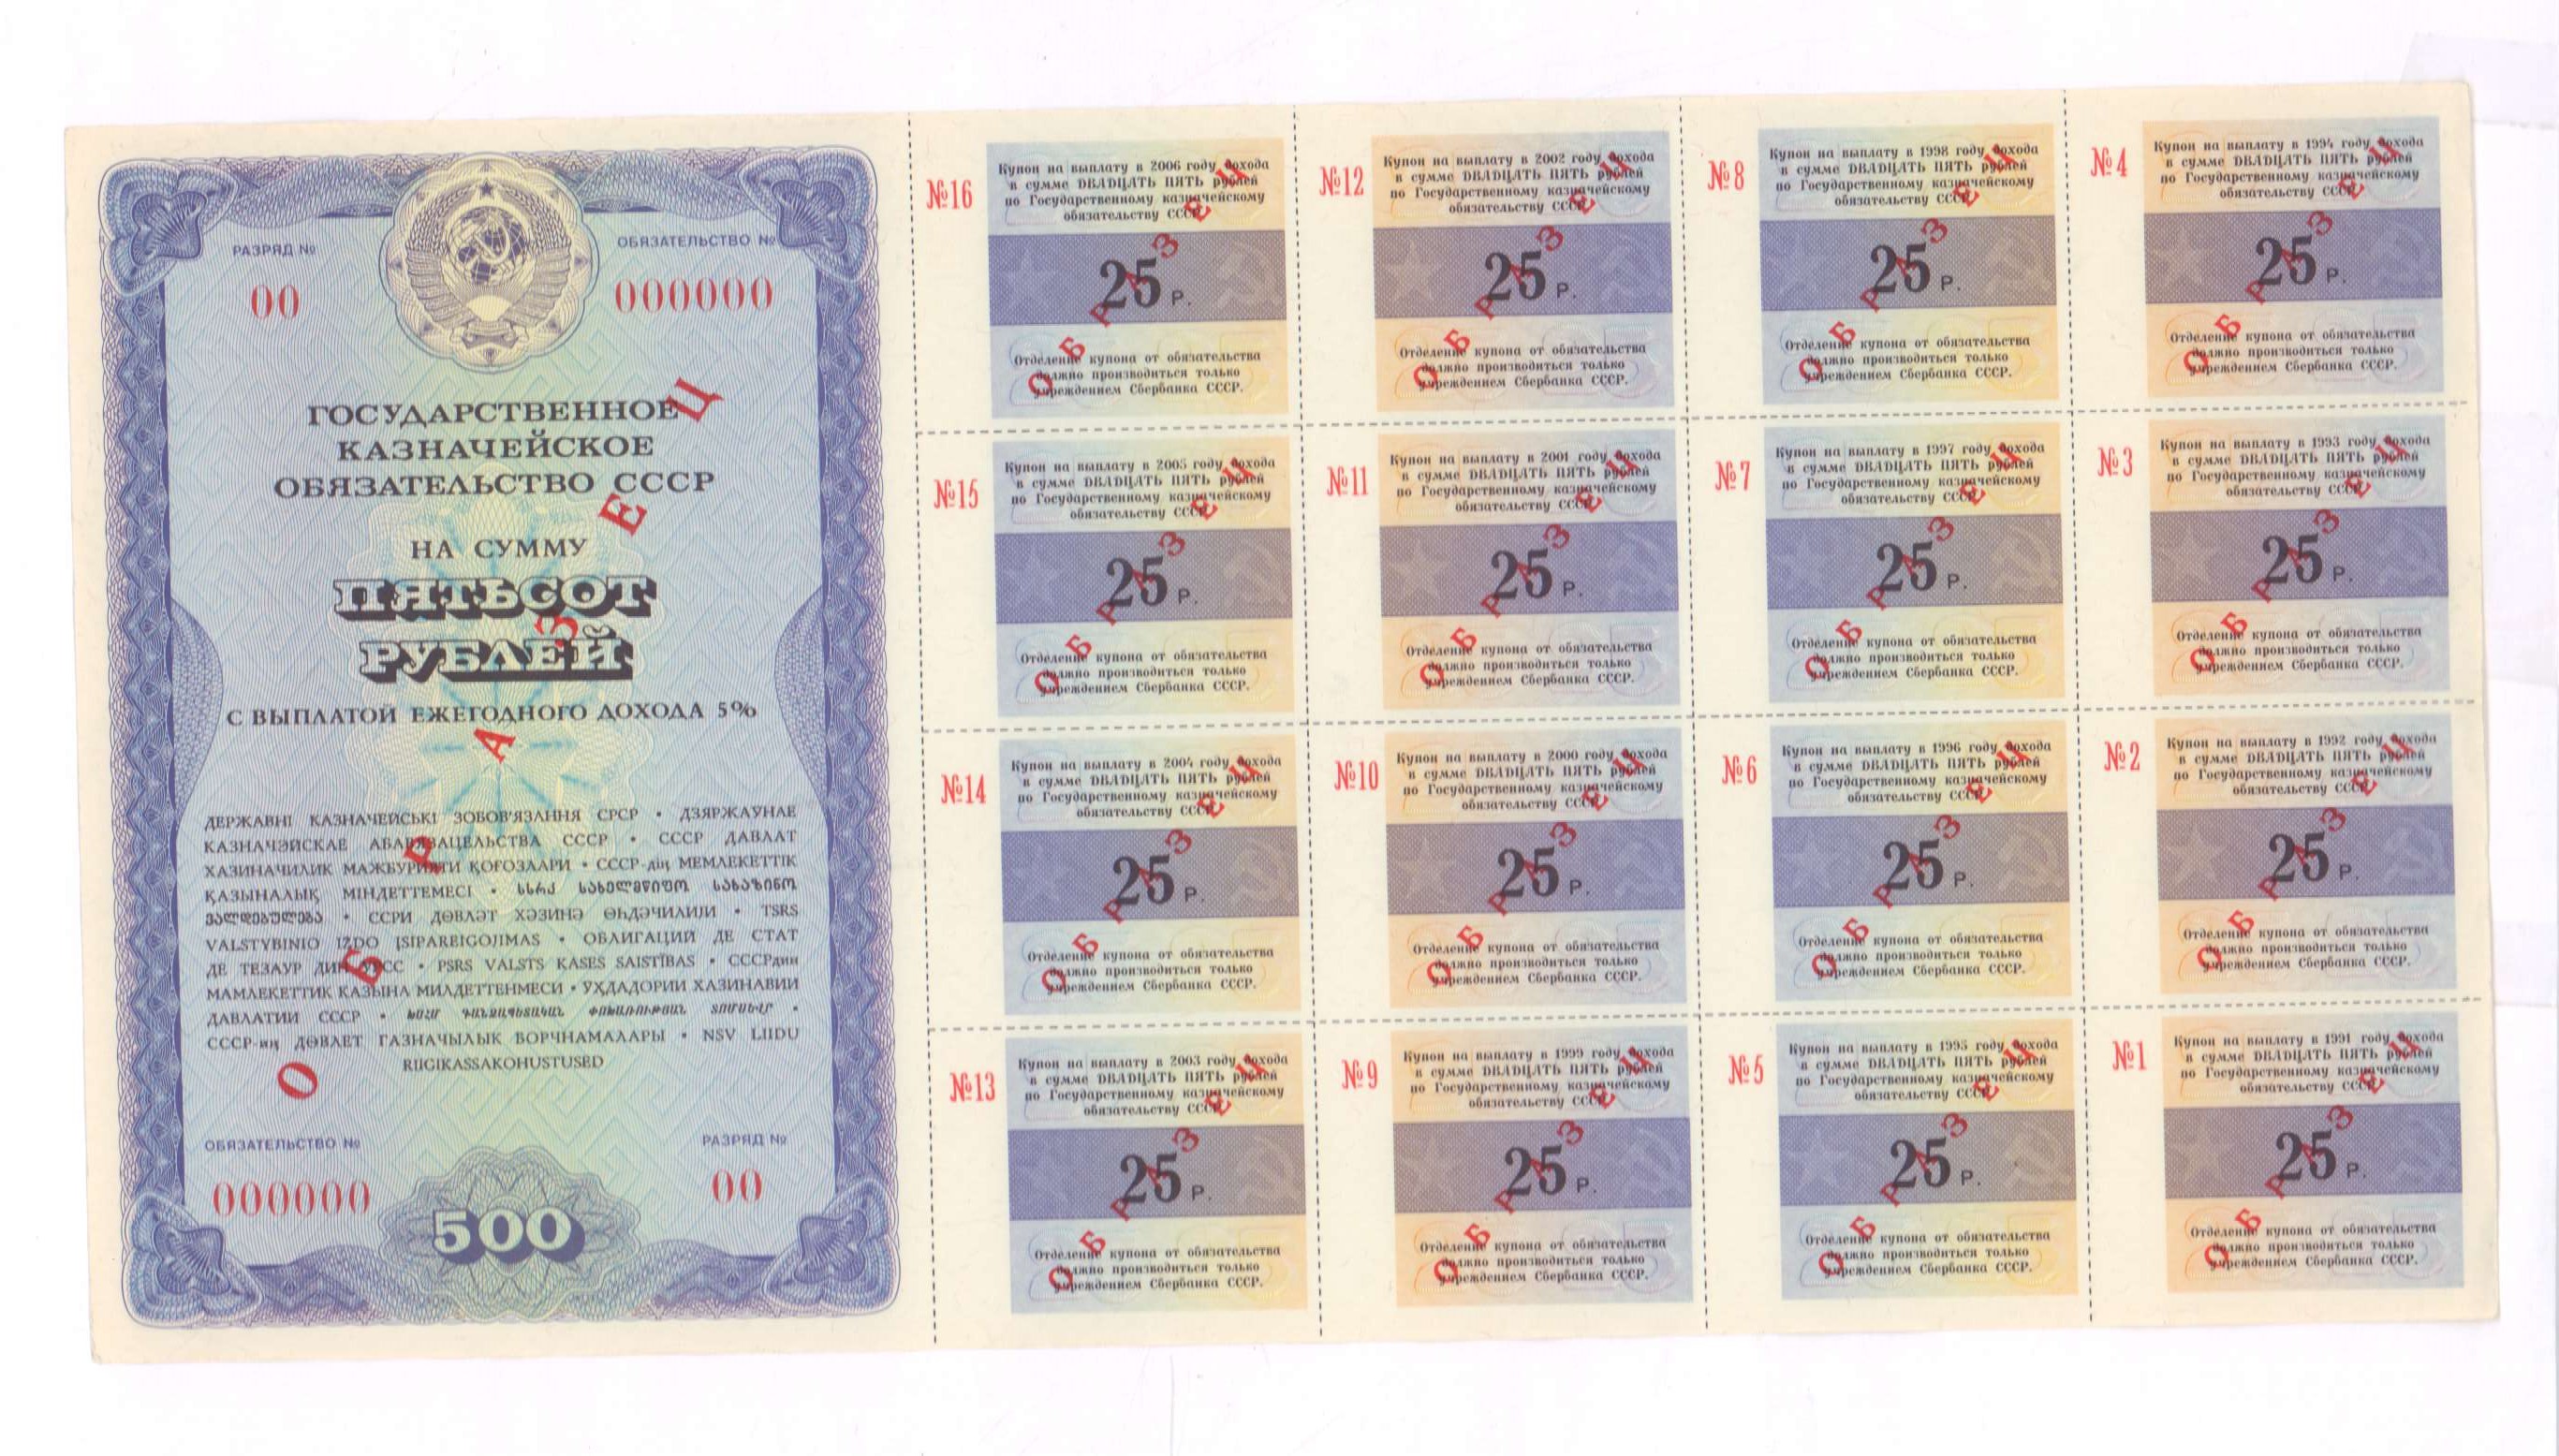 РАЗРЯД №
ОБЯЗАТЕЛЬСТВО №
00
000000
ГОСУДАРСТВЕННОЕ
КАЗНАЧЕЙСКОЕ
ОБЯЗАТЕЛЬСТВО СССР
НА СУММУ
ПЯТЬСОТ
РУБЛЕЙ
С ВЫПЛАТОЙ ЕЖЕГОДНОГО ДОХОДА 5%
ДЕРЖАВНІ КАЗНАЧЕЙСЬКІ ЗОБОВ'ЯЗАННЯ СРСР • ДЗЯРЖАУНАЕ
КАЗНАЧЭЙСКАЕ АБАВЯЗАЦЕЛЬСТВА СССР • СССР ДАВЛАТ
ХАЗИНАЧИЛИК МАЖБУРИЯТИ ҚОҒОЗЛАРИ • СССР-дің МЕМЛЕКЕТТІК
ҚАЗЫНАЛЫҚ МІНДЕТТЕМЕСІ • სსრკ სახელმწიფო სახაზინო
ვალდებულება • ССРИ ДӨВЛӘТ ХӘЗИНӘ ӨҺДӘЧИЛИЈИ • TSRS
VALSTYBINIO IŽDO ĮSIPAREIGOJIMAS • ОБЛИГАЦИЙ ДЕ СТАТ
ДЕ ТЕЗАУР ДИН УРСС • PSRS VALSTS KASES SAISTĪBAS • СССРдин
МАМЛЕКЕТТИК КАЗЫНА МИЛДЕТТЕНМЕСИ • УҲДАДОРИИ ХАЗИНАВИИ
ДАВЛАТИИ СССР • ԽՍՀՄ ԳԱՆՁԱՊԵՏԱԿԱՆ ՓՈԽԱՌՈՒԹՅԱՆ ՏՈՄՍԵՐ •
СССР-иң ДӨВЛЕТ ГАЗНАЧЫЛЫК БОРЧНАМАЛАРЫ • NSV LIIDU
RIIGIKASSAKOHUSTUSED
ОБЯЗАТЕЛЬСТВО №
РАЗРЯД №
000000
00
500
ОБРАЗЕЦ
№16
Купон на выплату в 2006 году дохода
в сумме ДВАДЦАТЬ ПЯТЬ рублей
по Государственному казначейскому
обязательству СССР
25 Р.
Отделение купона от обязательства
должно производиться только
учреждением Сбербанка СССР.
ОБРАЗЕЦ
№12
Купон на выплату в 2002 году дохода
в сумме ДВАДЦАТЬ ПЯТЬ рублей
по Государственному казначейскому
обязательству СССР
25 Р.
Отделение купона от обязательства
должно производиться только
учреждением Сбербанка СССР.
ОБРАЗЕЦ
№8
Купон на выплату в 1998 году дохода
в сумме ДВАДЦАТЬ ПЯТЬ рублей
по Государственному казначейскому
обязательству СССР
25 Р.
Отделение купона от обязательства
должно производиться только
учреждением Сбербанка СССР.
ОБРАЗЕЦ
№4
Купон на выплату в 1994 году дохода
в сумме ДВАДЦАТЬ ПЯТЬ рублей
по Государственному казначейскому
обязательству СССР
25 Р.
Отделение купона от обязательства
должно производиться только
учреждением Сбербанка СССР.
ОБРАЗЕЦ
№15
Купон на выплату в 2005 году дохода
в сумме ДВАДЦАТЬ ПЯТЬ рублей
по Государственному казначейскому
обязательству СССР
25 Р.
Отделение купона от обязательства
должно производиться только
учреждением Сбербанка СССР.
ОБРАЗЕЦ
№11
Купон на выплату в 2001 году дохода
в сумме ДВАДЦАТЬ ПЯТЬ рублей
по Государственному казначейскому
обязательству СССР
25 Р.
Отделение купона от обязательства
должно производиться только
учреждением Сбербанка СССР.
ОБРАЗЕЦ
№7
Купон на выплату в 1997 году дохода
в сумме ДВАДЦАТЬ ПЯТЬ рублей
по Государственному казначейскому
обязательству СССР
25 Р.
Отделение купона от обязательства
должно производиться только
учреждением Сбербанка СССР.
ОБРАЗЕЦ
№3
Купон на выплату в 1993 году дохода
в сумме ДВАДЦАТЬ ПЯТЬ рублей
по Государственному казначейскому
обязательству СССР
25 Р.
Отделение купона от обязательства
должно производиться только
учреждением Сбербанка СССР.
ОБРАЗЕЦ
№14
Купон на выплату в 2004 году дохода
в сумме ДВАДЦАТЬ ПЯТЬ рублей
по Государственному казначейскому
обязательству СССР
25 Р.
Отделение купона от обязательства
должно производиться только
учреждением Сбербанка СССР.
ОБРАЗЕЦ
№10
Купон на выплату в 2000 году дохода
в сумме ДВАДЦАТЬ ПЯТЬ рублей
по Государственному казначейскому
обязательству СССР
25 Р.
Отделение купона от обязательства
должно производиться только
учреждением Сбербанка СССР.
ОБРАЗЕЦ
№6
Купон на выплату в 1996 году дохода
в сумме ДВАДЦАТЬ ПЯТЬ рублей
по Государственному казначейскому
обязательству СССР
25 Р.
Отделение купона от обязательства
должно производиться только
учреждением Сбербанка СССР.
ОБРАЗЕЦ
№2
Купон на выплату в 1992 году дохода
в сумме ДВАДЦАТЬ ПЯТЬ рублей
по Государственному казначейскому
обязательству СССР
25 Р.
Отделение купона от обязательства
должно производиться только
учреждением Сбербанка СССР.
ОБРАЗЕЦ
№13
Купон на выплату в 2003 году дохода
в сумме ДВАДЦАТЬ ПЯТЬ рублей
по Государственному казначейскому
обязательству СССР
25 Р.
Отделение купона от обязательства
должно производиться только
учреждением Сбербанка СССР.
ОБРАЗЕЦ
№9
Купон на выплату в 1999 году дохода
в сумме ДВАДЦАТЬ ПЯТЬ рублей
по Государственному казначейскому
обязательству СССР
25 Р.
Отделение купона от обязательства
должно производиться только
учреждением Сбербанка СССР.
ОБРАЗЕЦ
№5
Купон на выплату в 1995 году дохода
в сумме ДВАДЦАТЬ ПЯТЬ рублей
по Государственному казначейскому
обязательству СССР
25 Р.
Отделение купона от обязательства
должно производиться только
учреждением Сбербанка СССР.
ОБРАЗЕЦ
№1
Купон на выплату в 1991 году дохода
в сумме ДВАДЦАТЬ ПЯТЬ рублей
по Государственному казначейскому
обязательству СССР
25 Р.
Отделение купона от обязательства
должно производиться только
учреждением Сбербанка СССР.
ОБРАЗЕЦ